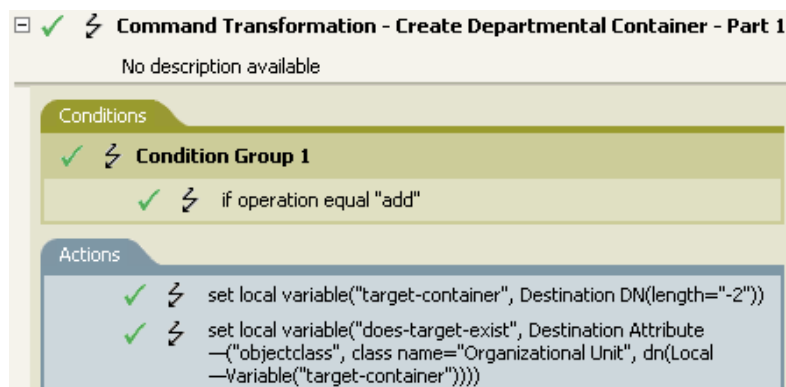 Command Transformation - Create Departmental Container - Part 1
No description available
Conditions
Condition Group 1
if operation equal "add"
Actions
set local variable("target-container", Destination DN(length="-2"))
set local variable("does-target-exist", Destination Attribute
—("objectclass", class name="Organizational Unit", dn(Local
—Variable("target-container"))))